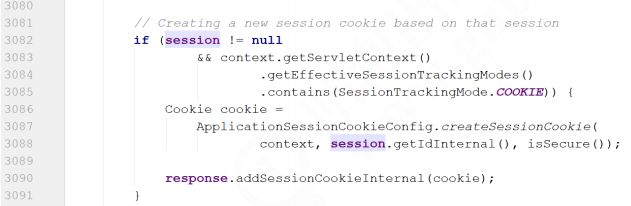 3080
3081 // Creating a new session cookie based on that session
3082 if (session != null
3083 && context.getServletContext()
3084 .getEffectiveSessionTrackingModes()
3085 .contains(SessionTrackingMode.COOKIE)) {
3086 Cookie cookie =
3087 ApplicationSessionCookieConfig.createSessionCookie(
3088 context, session.getIdInternal(), isSecure());
3089
3090 response.addSessionCookieInternal(cookie);
3091 }